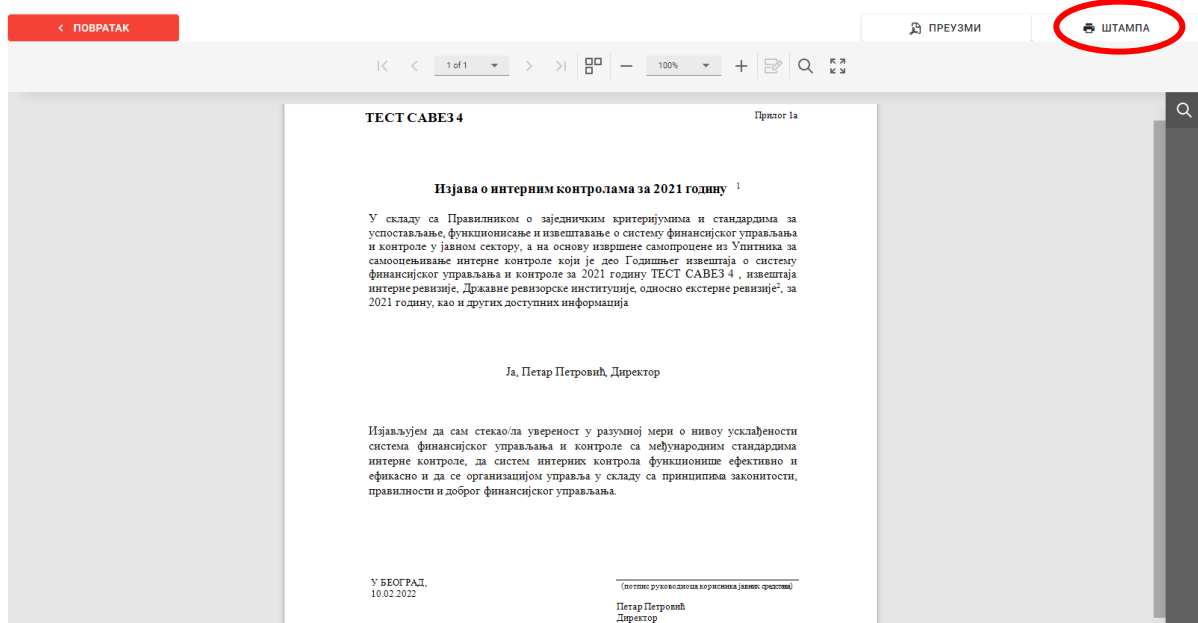 ПОВРАТАК
ПРЕУЗМИ
ШТАМПА
1 of 1
100%
ТЕСТ САВЕЗ 4
Прилог 1а
Изјава о интерним контролама за 2021 годину 1
У складу са Правилником о заједничким критеријумима и стандардима за
успостављање, функционисање и извештавање о систему финансијског управљања
и контроле у јавном сектору, а на основу извршене самопроцене из Упитника за
самооцењивање интерне контроле који је део Годишњег извештаја о систему
финансијског управљања и контроле за 2021 годину ТЕСТ САВЕЗ 4 , извештаја
интерне ревизије, Државне ревизорске институције, односно екстерне ревизије2, за
2021 годину, као и других доступних информација
Ја, Петар Петровић, Директор
Изјављујем да сам стекао/ла увереност у разумној мери о нивоу усклађености
система финансијског управљања и контроле са међународним стандардима
интерне контроле, да систем интерних контрола функционише ефективно и
ефикасно и да се организацијом управља у складу са принципима законитости,
правилности и доброг финансијског управљања.
У БЕОГРАД,
10.02.2022
(потпис руководиоца корисника јавних средстава)
Петар Петровић
Директор